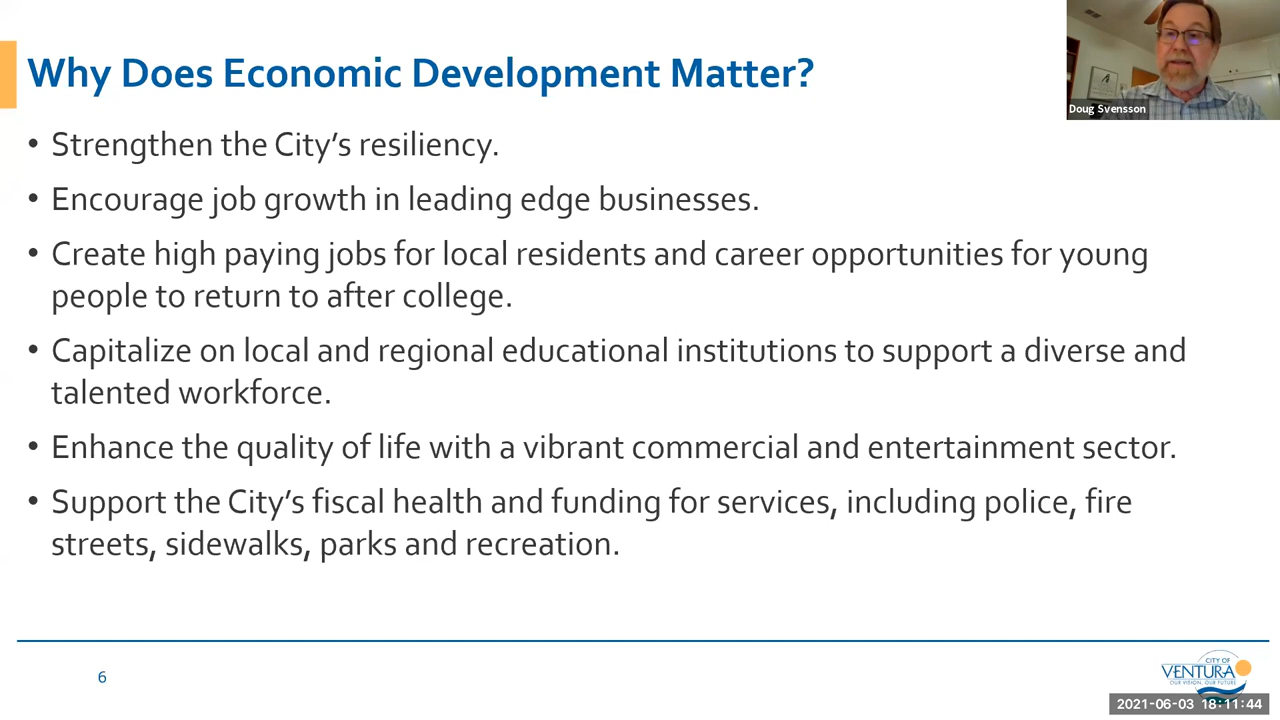 Why Does Economic Development Matter?
Doug Svensson
• Strengthen the City’s resiliency.
• Encourage job growth in leading edge businesses.
• Create high paying jobs for local residents and career opportunities for young
people to return to after college.
• Capitalize on local and regional educational institutions to support a diverse and
talented workforce.
• Enhance the quality of life with a vibrant commercial and entertainment sector.
• Support the City’s fiscal health and funding for services, including police, fire
streets, sidewalks, parks and recreation.
6
CITY OF
VENTURA
OUR VISION. OUR FUTURE
2021-06-03 18:11:44